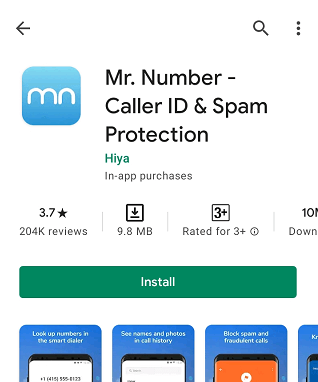 mn
Mr. Number -
Caller ID & Spam
Protection
Hiya
In-app purchases
3.7★
204K reviews
9.8 MB
3+
Rated for 3+
10M
Down
Install
Look up numbers in
the smart dialer
+1 (415) 555-0123
See names and photos
in call history
Block spam and
fraudulent calls